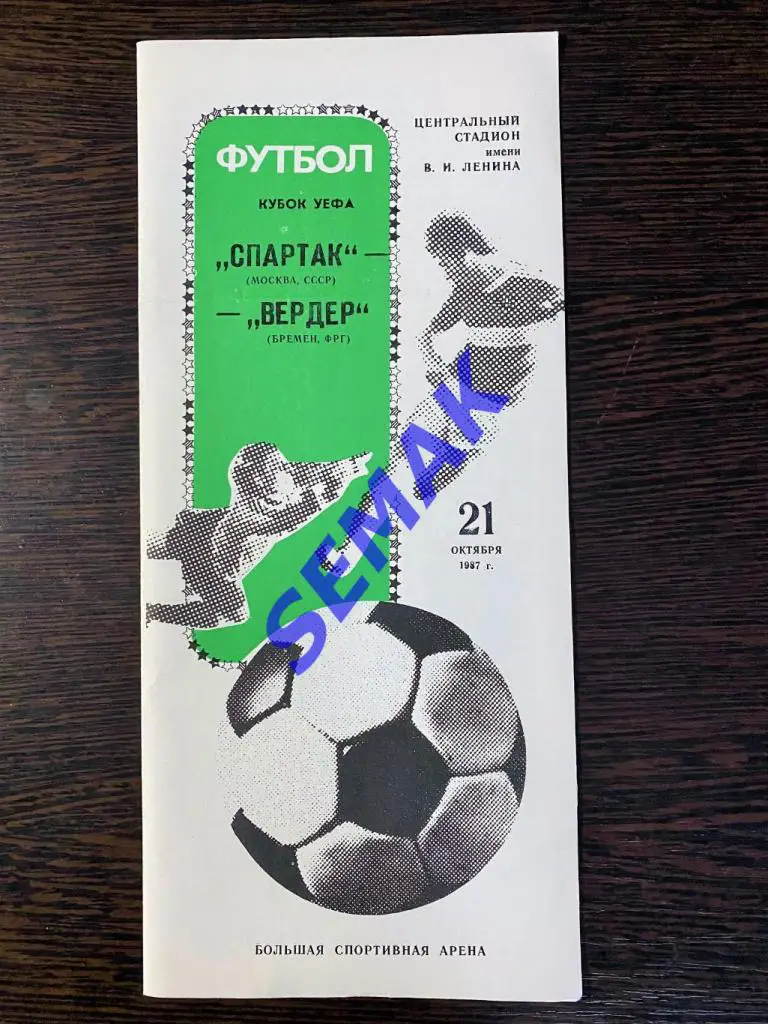 ФУТБОЛ
КУБОК УЕФА
„СПАРТАК“ —
(МОСКВА, СССР)
— „ВЕРДЕР“
(БРЕМЕН, ФРГ)
ЦЕНТРАЛЬНЫЙ
СТАДИОН
имени
В. И. ЛЕНИНА
21
ОКТЯБРЯ
1987 г.
SEMAK
БОЛЬШАЯ СПОРТИВНАЯ АРЕНА